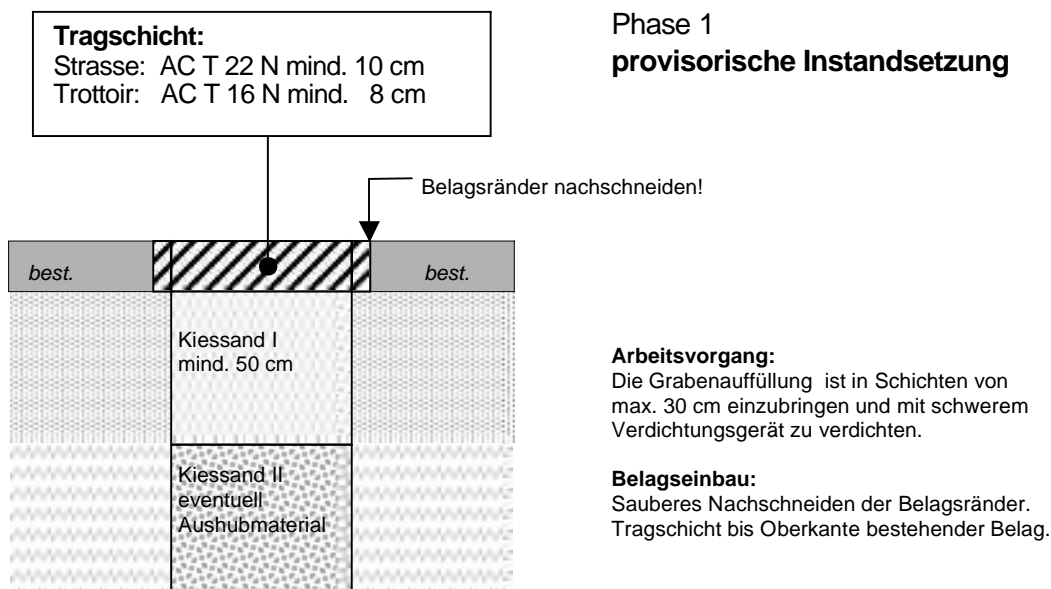 Tragschicht:
Strasse: AC T 22 N mind. 10 cm
Trottoir: AC T 16 N mind. 8 cm
Phase 1
provisorische Instandsetzung
Belagsränder nachschneiden!
best.
best.
Kiessand I
mind. 50 cm
Kiessand II
eventuell
Aushubmaterial
Arbeitsvorgang:
Die Grabenauffüllung ist in Schichten von
max. 30 cm einzubringen und mit schwerem
Verdichtungsgerät zu verdichten.
Belagseinbau:
Sauberes Nachschneiden der Belagsränder.
Tragschicht bis Oberkante bestehender Belag.